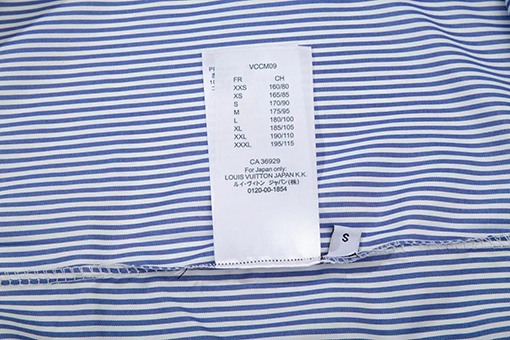 VCCM09
FR CH
XXS 160/80
XS 165/85
S 170/90
M 175/95
L 180/100
XL 185/105
XXL 190/110
XXXL 195/115
CA 36929
For Japan only:
LOUIS VUITTON JAPAN K.K.
ルイ・ヴィトン ジャパン(株)
0120-00-1854
S